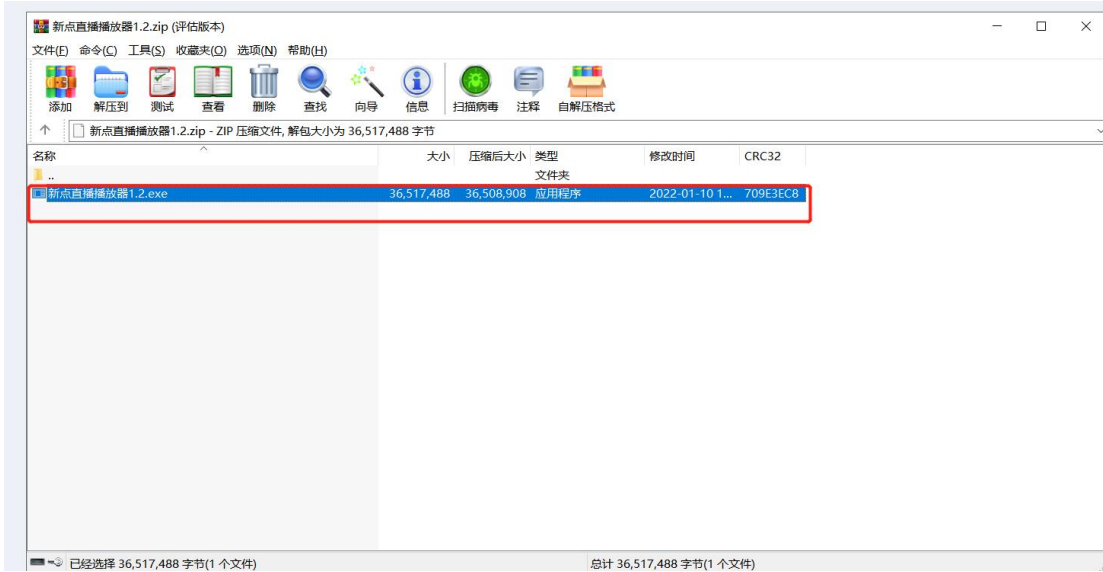 新点直播播放器1.2.zip (评估版本)
文件(F) 命令(C) 工具(S) 收藏夹(O) 选项(N) 帮助(H)
添加 解压到 测试 查看 删除 查找 向导 信息 扫描病毒 注释 自解压格式
新点直播播放器1.2.zip - ZIP 压缩文件, 解包大小为 36,517,488 字节
名称 大小 压缩后大小 类型 修改时间 CRC32
.. 文件夹
新点直播播放器1.2.exe 36,517,488 36,508,908 应用程序 2022-01-10 1... 709E3EC8
已经选择 36,517,488 字节(1 个文件) 总计 36,517,488 字节(1 个文件)